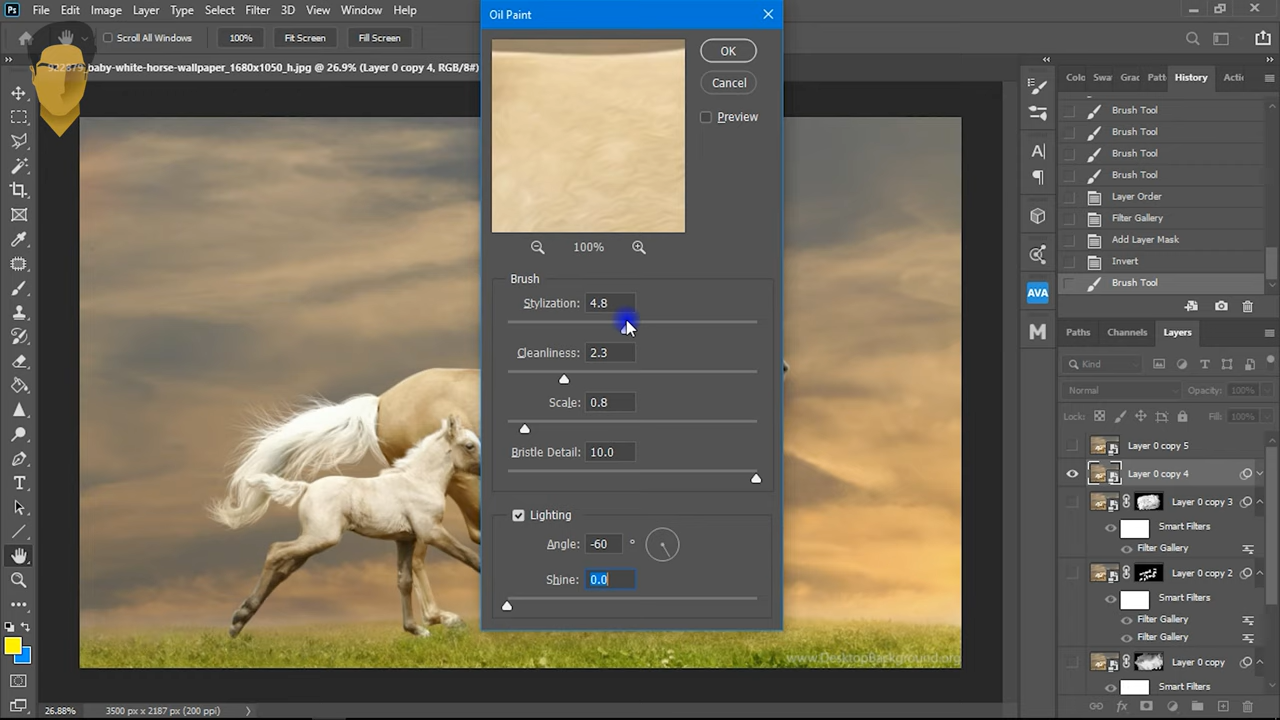 Ps File Edit Image Layer Type Select Filter 3D View Window Help
Oil Paint
Scroll All Windows 100% Fit Screen Fill Screen
baby-white-horse-wallpaper_1680x1050_h.jpg @ 26.9% (Layer 0 copy 4, RGB/8#)
OK
Cancel
Preview
100%
Brush
Stylization: 4.8
Cleanliness: 2.3
Scale: 0.8
Bristle Detail: 10.0
Lighting
Angle: -60 °
Shine: 0.0
www.DesktopBackground.org
26.88% 3500 px x 2187 px (200 ppi)
AVA
Colc Swa Grac Patt History Actic
Brush Tool
Brush Tool
Brush Tool
Brush Tool
Layer Order
Filter Gallery
Add Layer Mask
Invert
Brush Tool
Paths Channels Layers
Kind
Normal Opacity: 100%
Lock: Fill: 100%
Layer 0 copy 5
Layer 0 copy 4
Layer 0 copy 3
Smart Filters
Filter Gallery
Layer 0 copy 2
Smart Filters
Filter Gallery
Filter Gallery
Layer 0 copy
Smart Filters